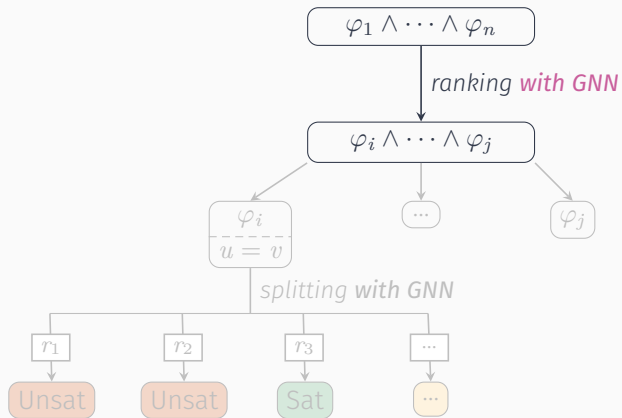 φ₁ ∧ ⋯ ∧ φₙ
ranking with GNN
φᵢ ∧ ⋯ ∧ φⱼ
φᵢ
u = v
...
φⱼ
splitting with GNN
r₁ r₂ r₃ ...
Unsat Unsat Sat ...